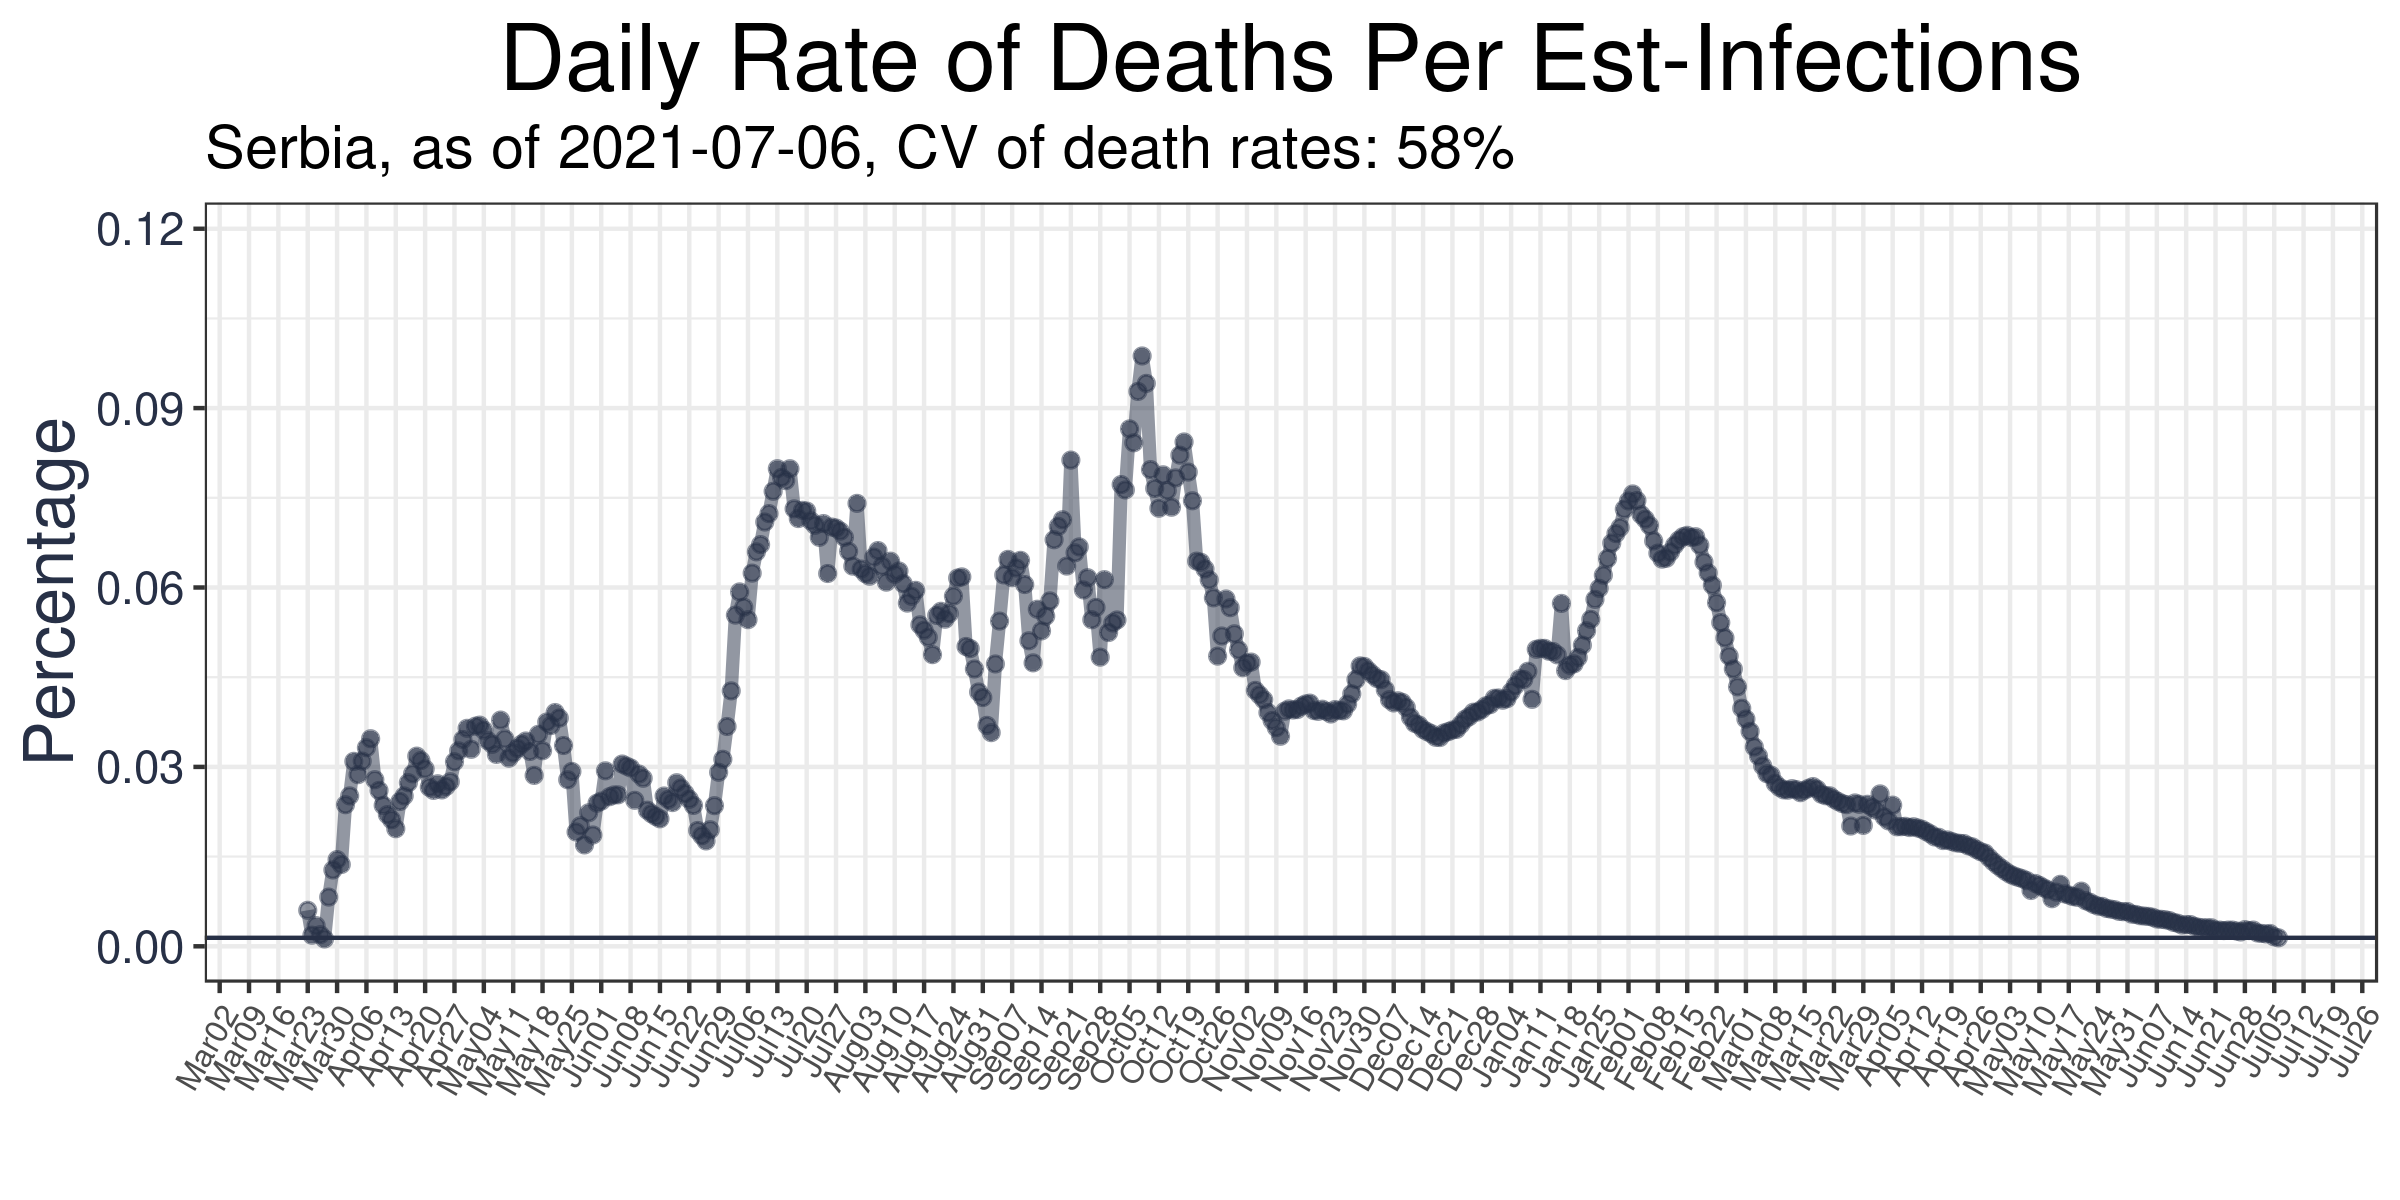 Daily Rate of Deaths Per Est-Infections
Serbia, as of 2021-07-06, CV of death rates: 58%
Percentage
0.12
0.09
0.06
0.03
0.00
Mar02
Mar09
Mar16
Mar23
Mar30
Apr06
Apr13
Apr20
Apr27
May04
May11
May18
May25
Jun01
Jun08
Jun15
Jun22
Jun29
Jul06
Jul13
Jul20
Jul27
Aug03
Aug10
Aug17
Aug24
Aug31
Sep07
Sep14
Sep21
Sep28
Oct05
Oct12
Oct19
Oct26
Nov02
Nov09
Nov16
Nov23
Nov30
Dec07
Dec14
Dec21
Dec28
Jan04
Jan11
Jan18
Jan25
Feb01
Feb08
Feb15
Feb22
Mar01
Mar08
Mar15
Mar22
Mar29
Apr05
Apr12
Apr19
Apr26
May03
May10
May17
May24
May31
Jun07
Jun14
Jun21
Jun28
Jul05
Jul12
Jul19
Jul26